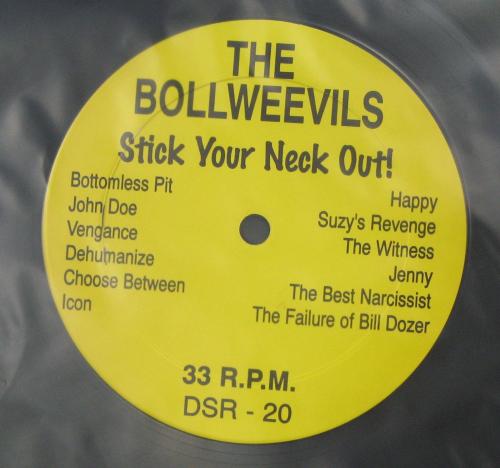 THE
BOLLWEEVILS
Stick Your Neck Out!
Bottomless Pit
John Doe
Vengance
Dehumanize
Choose Between
Icon
Happy
Suzy's Revenge
The Witness
Jenny
The Best Narcissist
The Failure of Bill Dozer
33 R.P.M.
DSR - 20